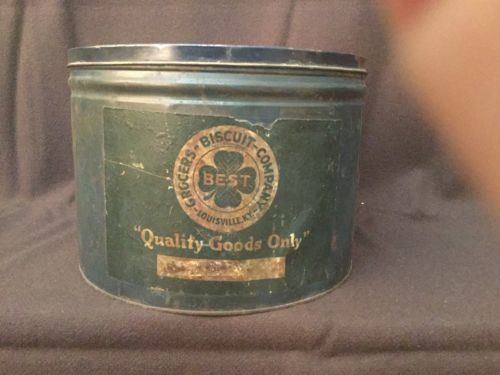 GROCERS' BISCUIT COMPANY
BEST
LOUISVILLE, KY.
"Quality Goods Only"